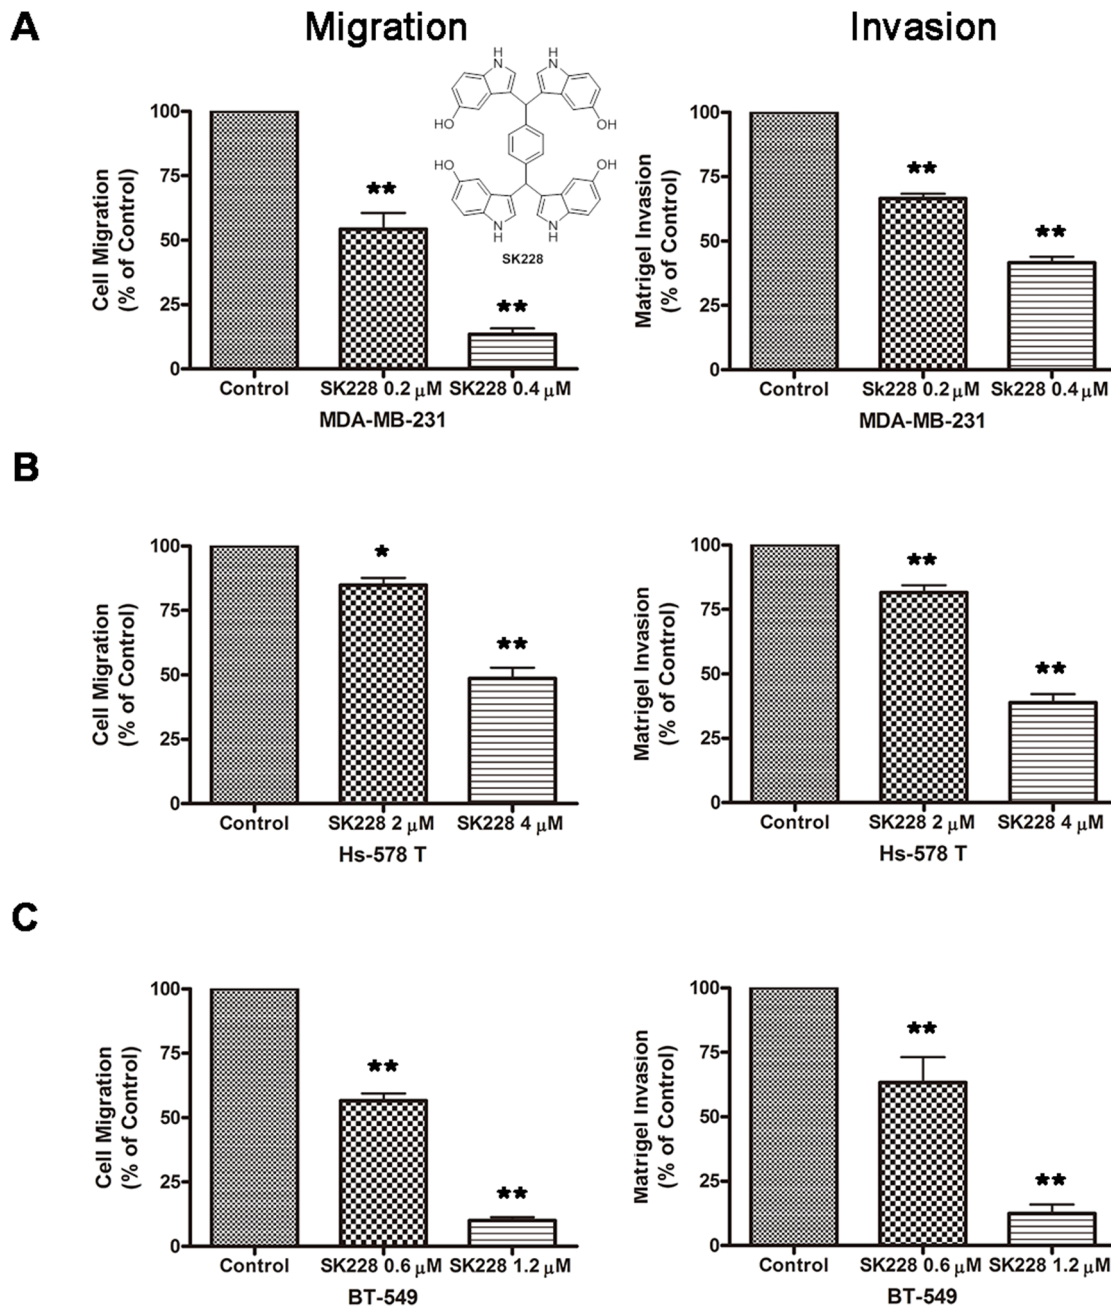 A
Migration
Invasion
Cell Migration
(% of Control)
100
75
50
25
0
**
**
Control
SK228 0.2 µM
SK228 0.4 µM
MDA-MB-231
H
N
H
N
HO
OH
HO
OH
N
H
N
H
SK228
Matrigel Invasion
(% of Control)
100
75
50
25
0
**
**
Control
Sk228 0.2 µM
Sk228 0.4 µM
MDA-MB-231
B
Cell Migration
(% of Control)
100
75
50
25
0
*
**
Control
SK228 2 µM
SK228 4 µM
Hs-578 T
Matrigel Invasion
(% of Control)
100
75
50
25
0
**
**
Control
SK228 2 µM
SK228 4 µM
Hs-578 T
C
Cell Migration
(% of Control)
100
75
50
25
0
**
**
Control
SK228 0.6 µM
SK228 1.2 µM
BT-549
Matrigel Invasion
(% of Control)
100
75
50
25
0
**
**
Control
SK228 0.6 µM
SK228 1.2 µM
BT-549